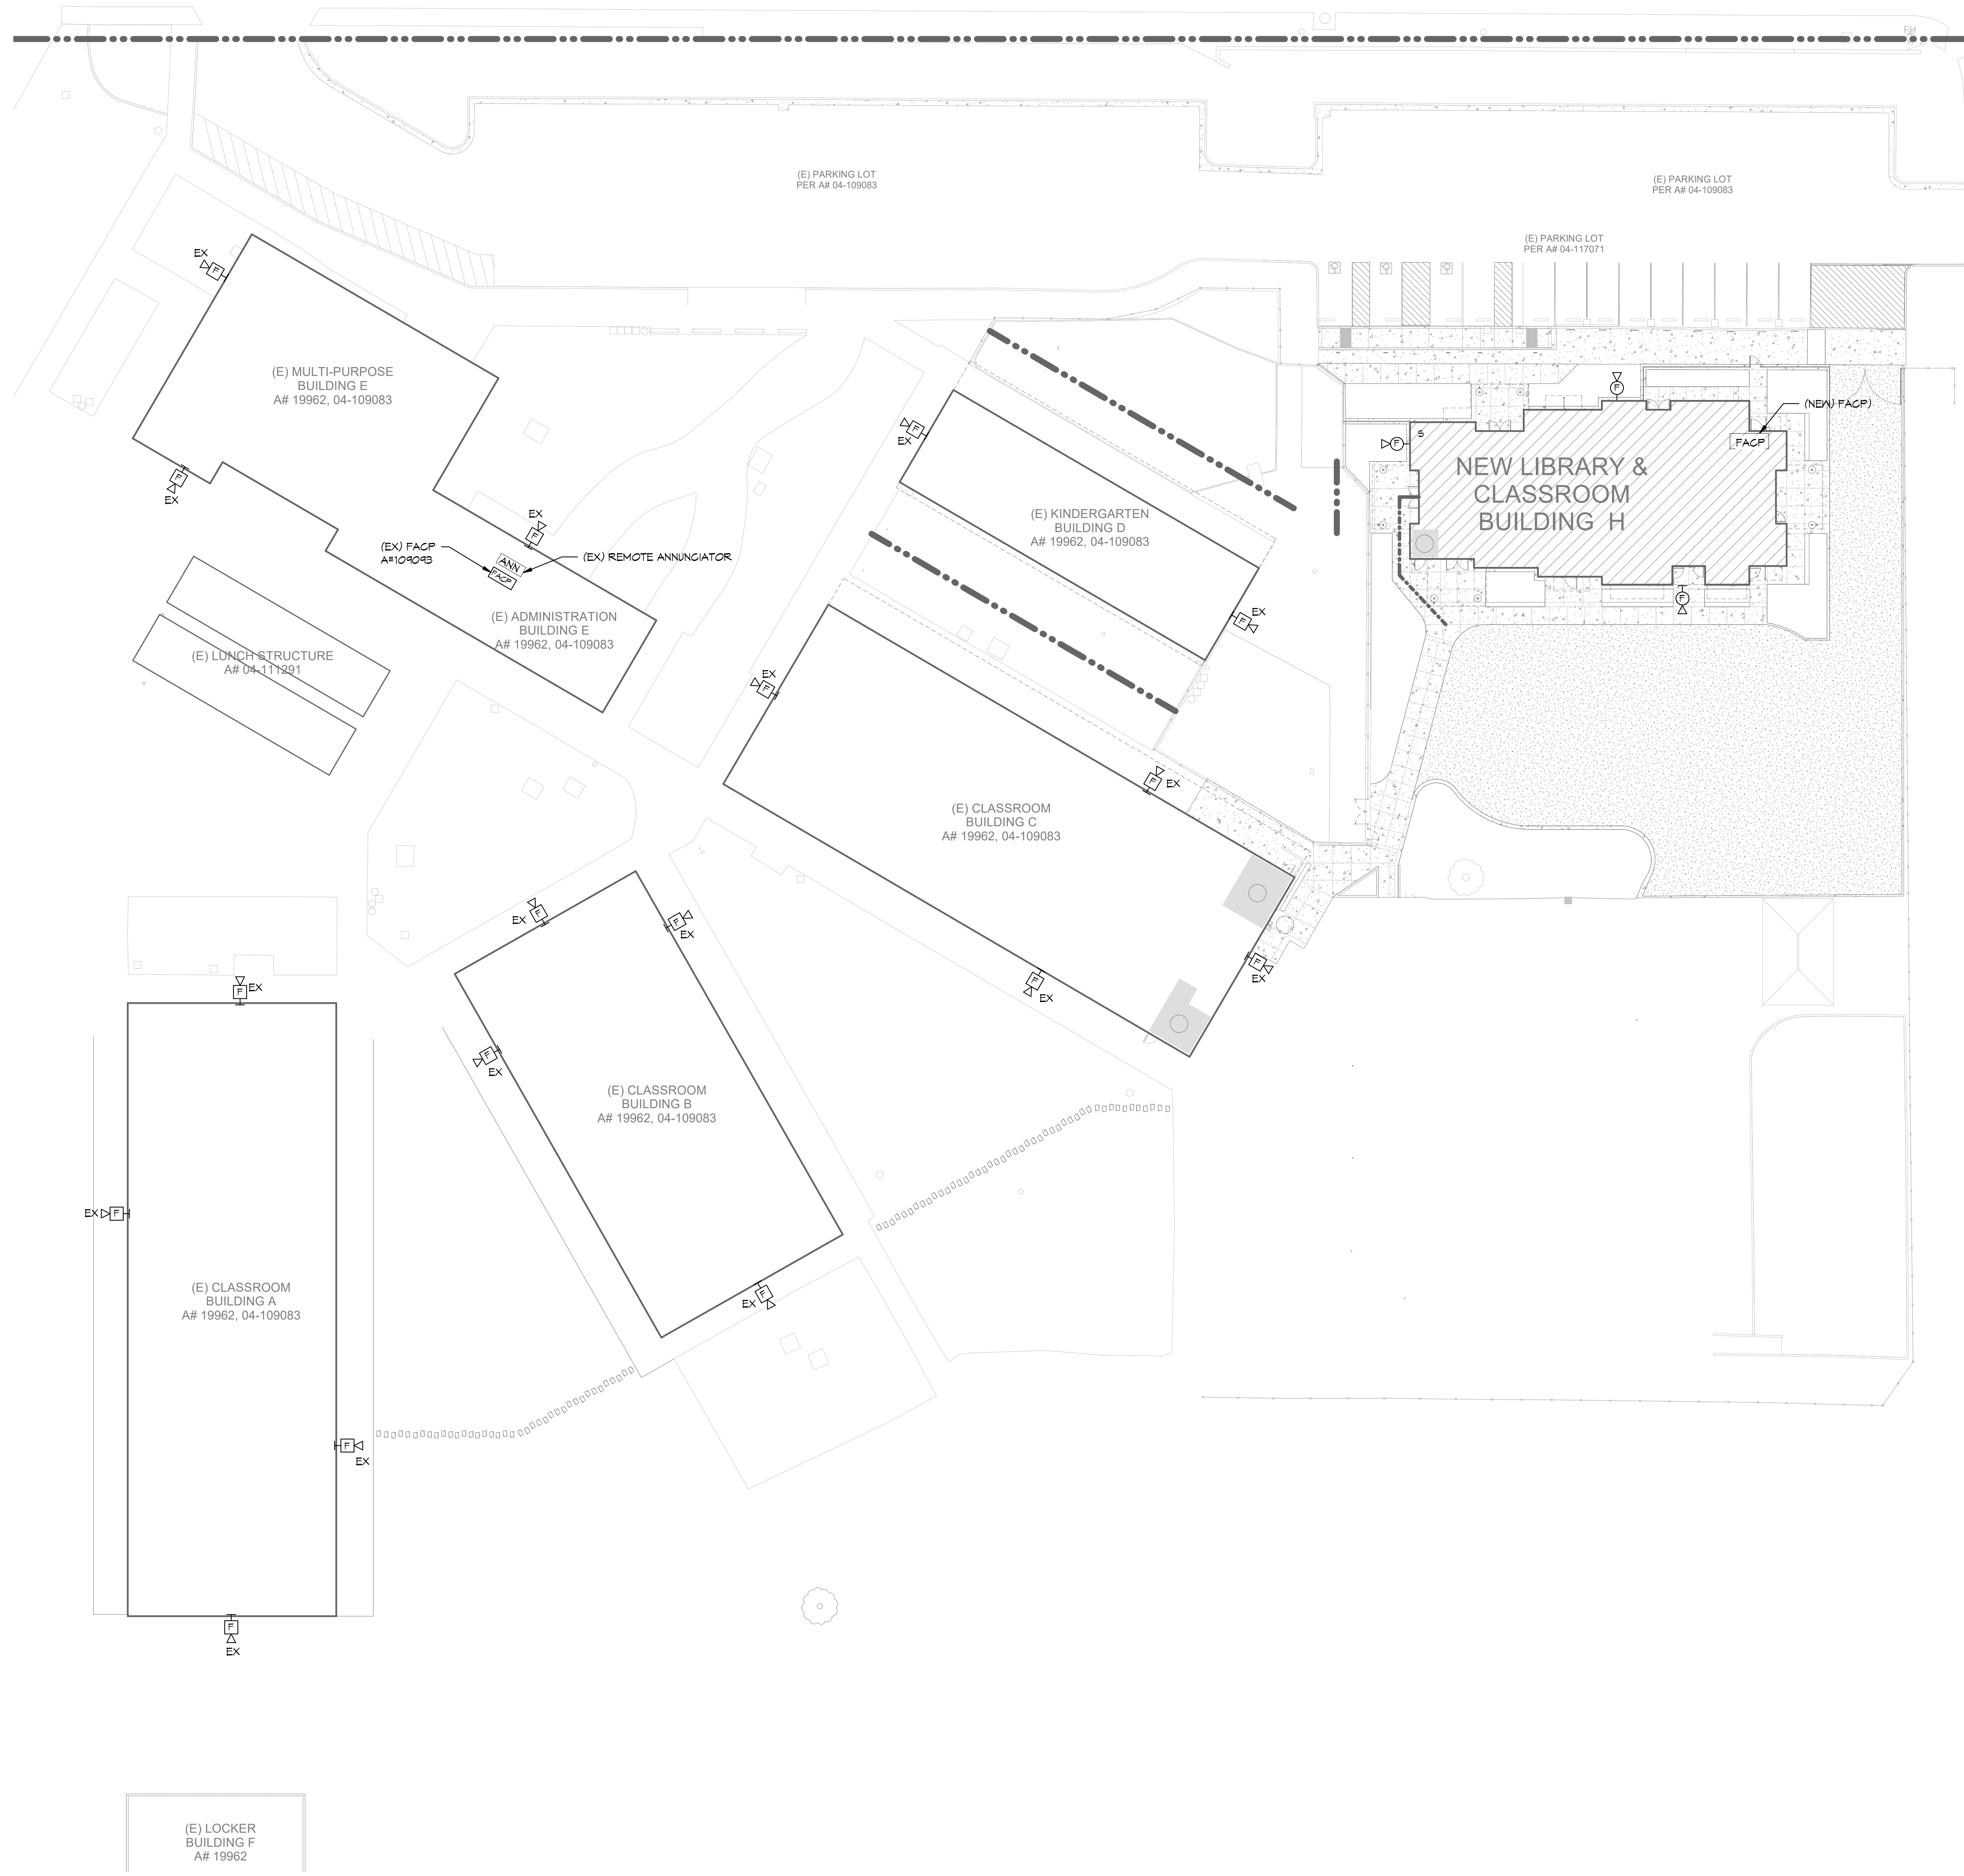 FH
(E) PARKING LOT
PER A# 04-109083
(E) PARKING LOT
PER A# 04-109083
(E) PARKING LOT
PER A# 04-117071
EX
F
(E) MULTI-PURPOSE
BUILDING E
A# 19962, 04-109083
F
EX
EX
F
(EX) FACP
A#109093
ANN
FACP
(EX) REMOTE ANNUNCIATOR
(E) ADMINISTRATION
BUILDING E
A# 19962, 04-109083
(E) LUNCH STRUCTURE
A# 04-111291
F
EX
(E) KINDERGARTEN
BUILDING D
A# 19962, 04-109083
EX
F
F
F
S
(NEW) FACP)
FACP
NEW LIBRARY &
CLASSROOM
BUILDING H
F
EX
F
F
EX
(E) CLASSROOM
BUILDING C
A# 19962, 04-109083
F
EX
F
EX
EX
F
F
EX
F
EX
(E) CLASSROOM
BUILDING B
A# 19962, 04-109083
EX
F
F
EX
EX
F
(E) CLASSROOM
BUILDING A
A# 19962, 04-109083
F
EX
F
EX
(E) LOCKER
BUILDING F
A# 19962